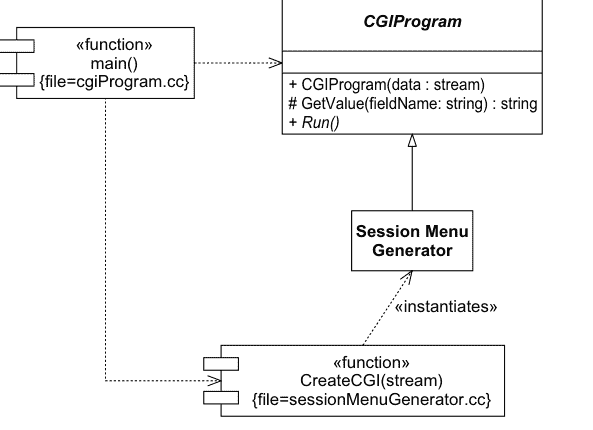 CGIProgram
«function»
main()
{file=cgiProgram.cc}
+ CGIProgram(data : stream)
# GetValue(fieldName: string) : string
+ Run()
Session Menu
Generator
«instantiates»
«function»
CreateCGI(stream)
{file=sessionMenuGenerator.cc}